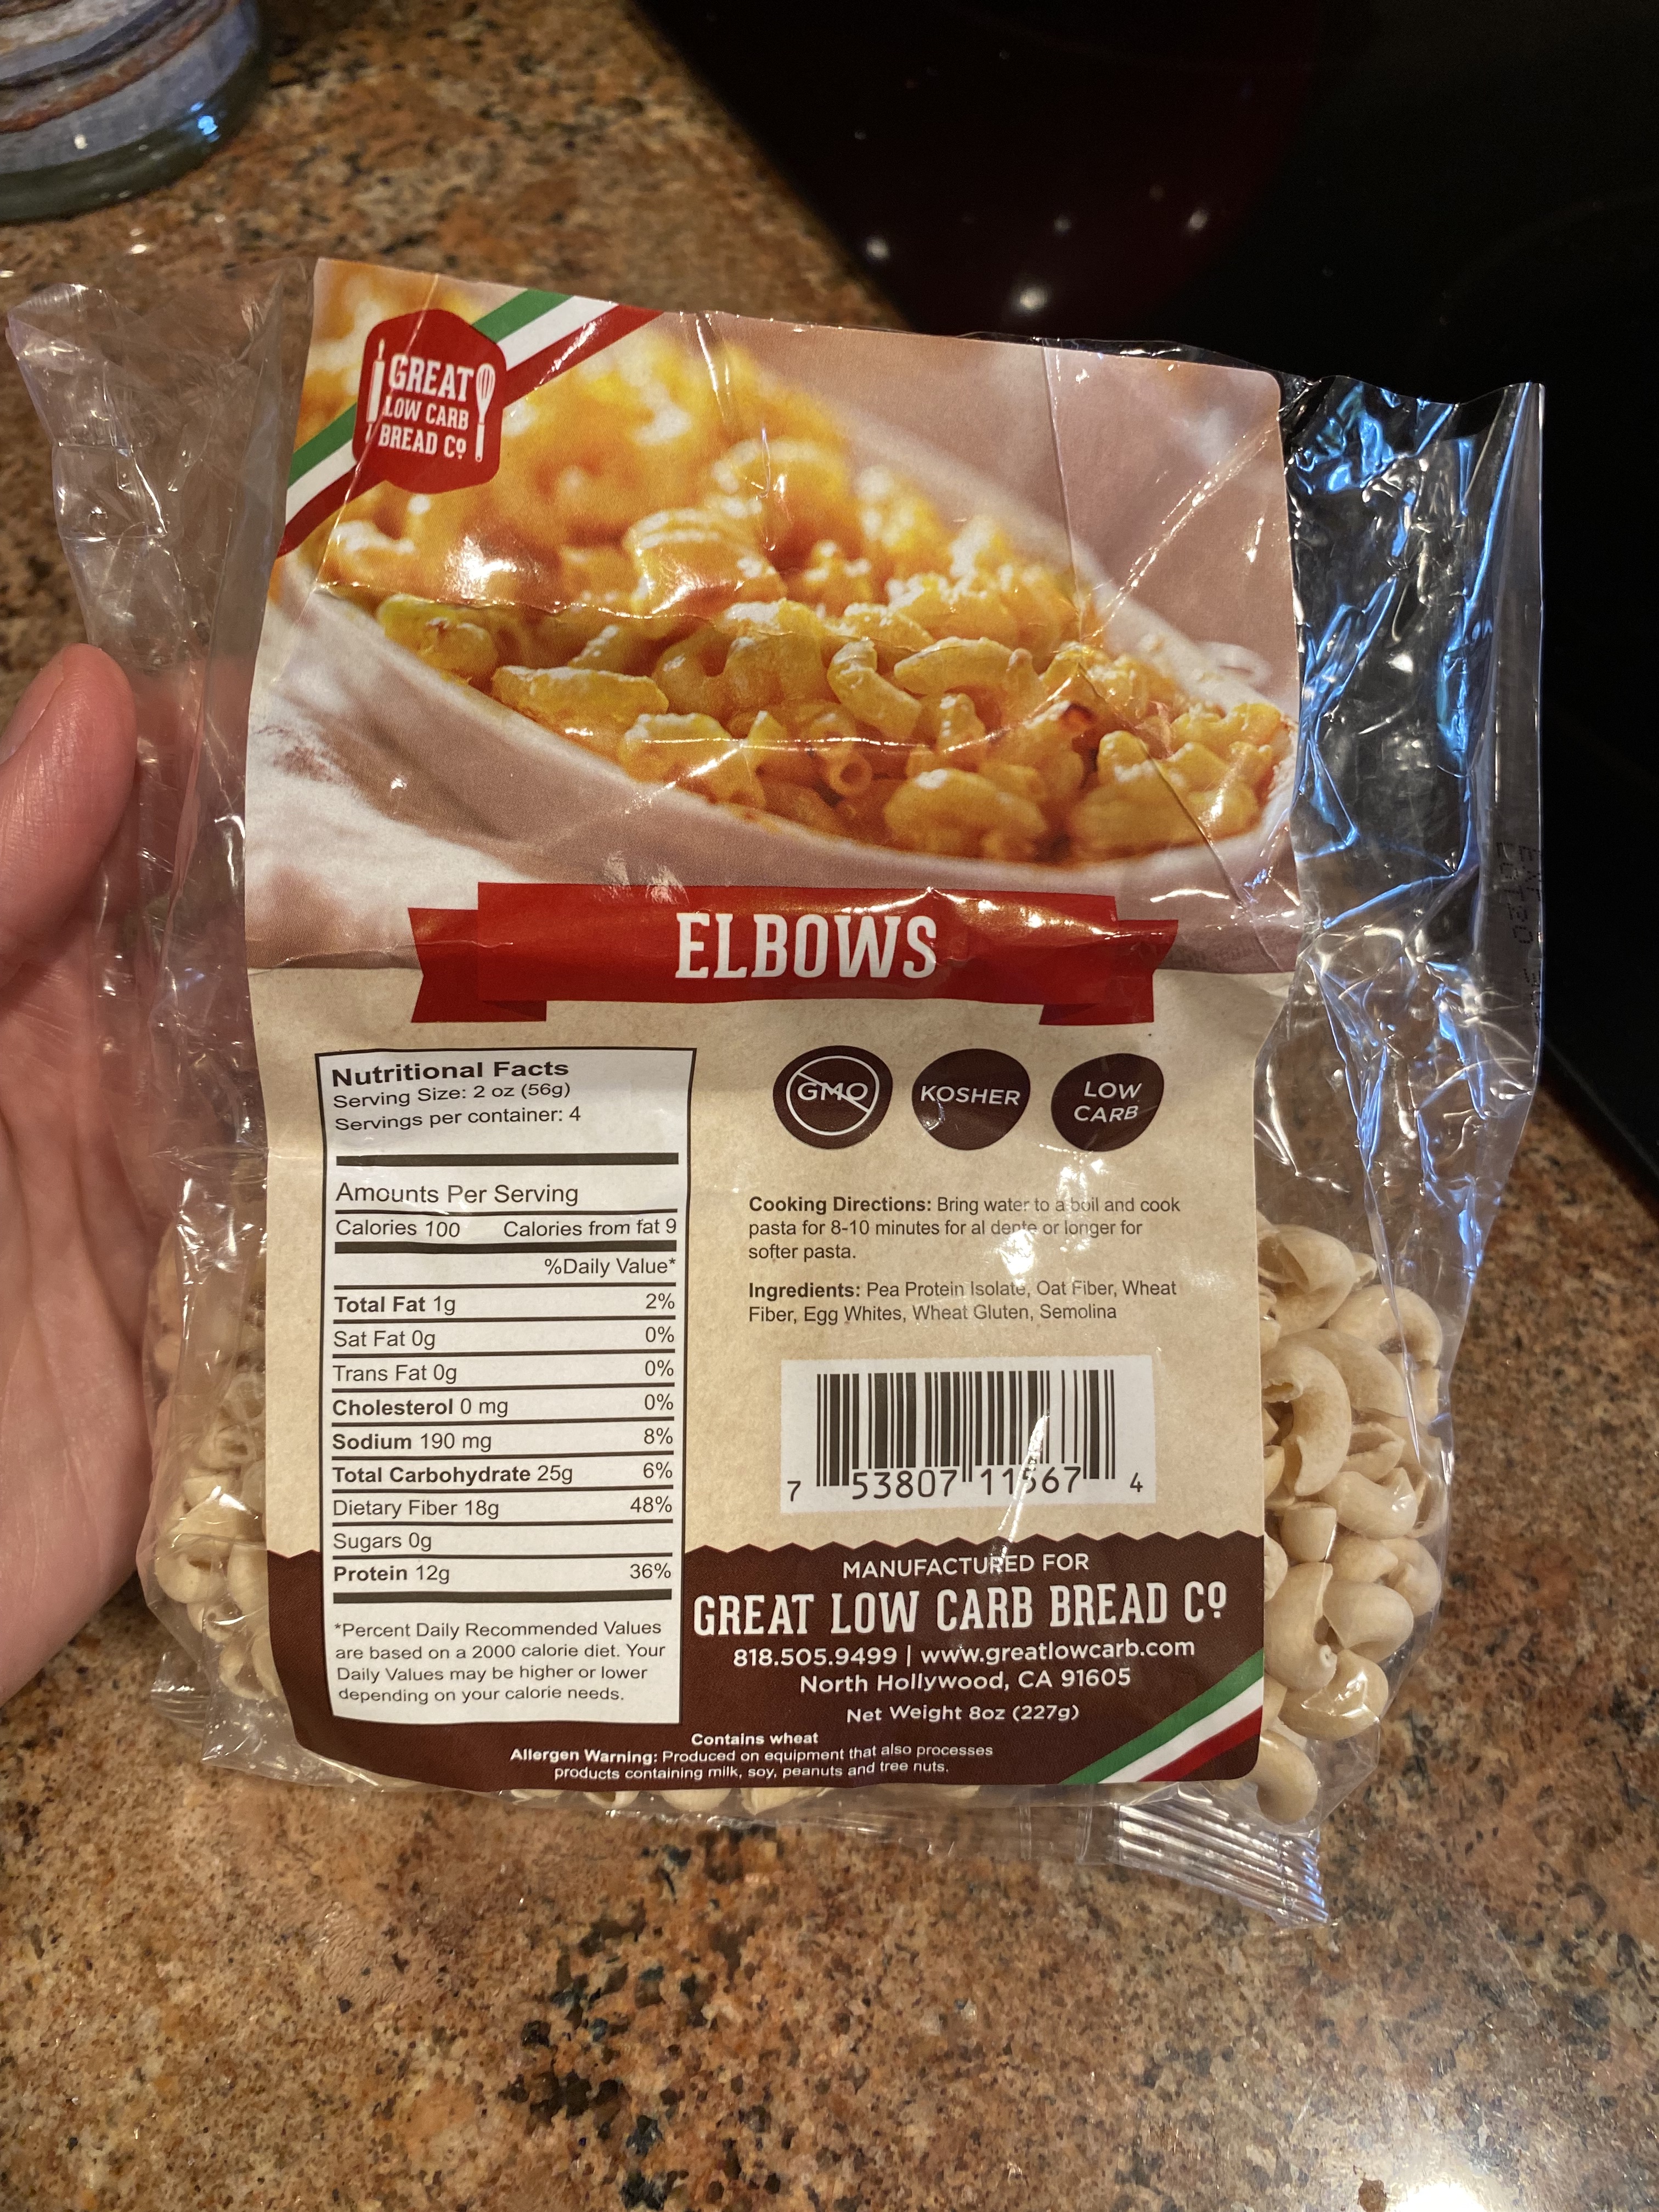 GREAT
LOW CARB
BREAD Co
ELBOWS
Nutritional Facts
Serving Size: 2 oz (56g)
Servings per container: 4
Amounts Per Serving
Calories 100 Calories from fat 9
%Daily Value*
Total Fat 1g 2%
Sat Fat 0g 0%
Trans Fat 0g 0%
Cholesterol 0 mg 0%
Sodium 190 mg 8%
Total Carbohydrate 25g 6%
Dietary Fiber 18g 48%
Sugars 0g
Protein 12g 36%
*Percent Daily Recommended Values
are based on a 2000 calorie diet. Your
Daily Values may be higher or lower
depending on your calorie needs.
GMO
KOSHER
LOW
CARB
Cooking Directions: Bring water to a boil and cook
pasta for 8-10 minutes for al dente or longer for
softer pasta.
Ingredients: Pea Protein Isolate, Oat Fiber, Wheat
Fiber, Egg Whites, Wheat Gluten, Semolina
7 53807 11567 4
MANUFACTURED FOR
GREAT LOW CARB BREAD Co
818.505.9499 | www.greatlowcarb.com
North Hollywood, CA 91605
Net Weight 8oz (227g)
Contains wheat
Allergen Warning: Produced on equipment that also processes
products containing milk, soy, peanuts and tree nuts.